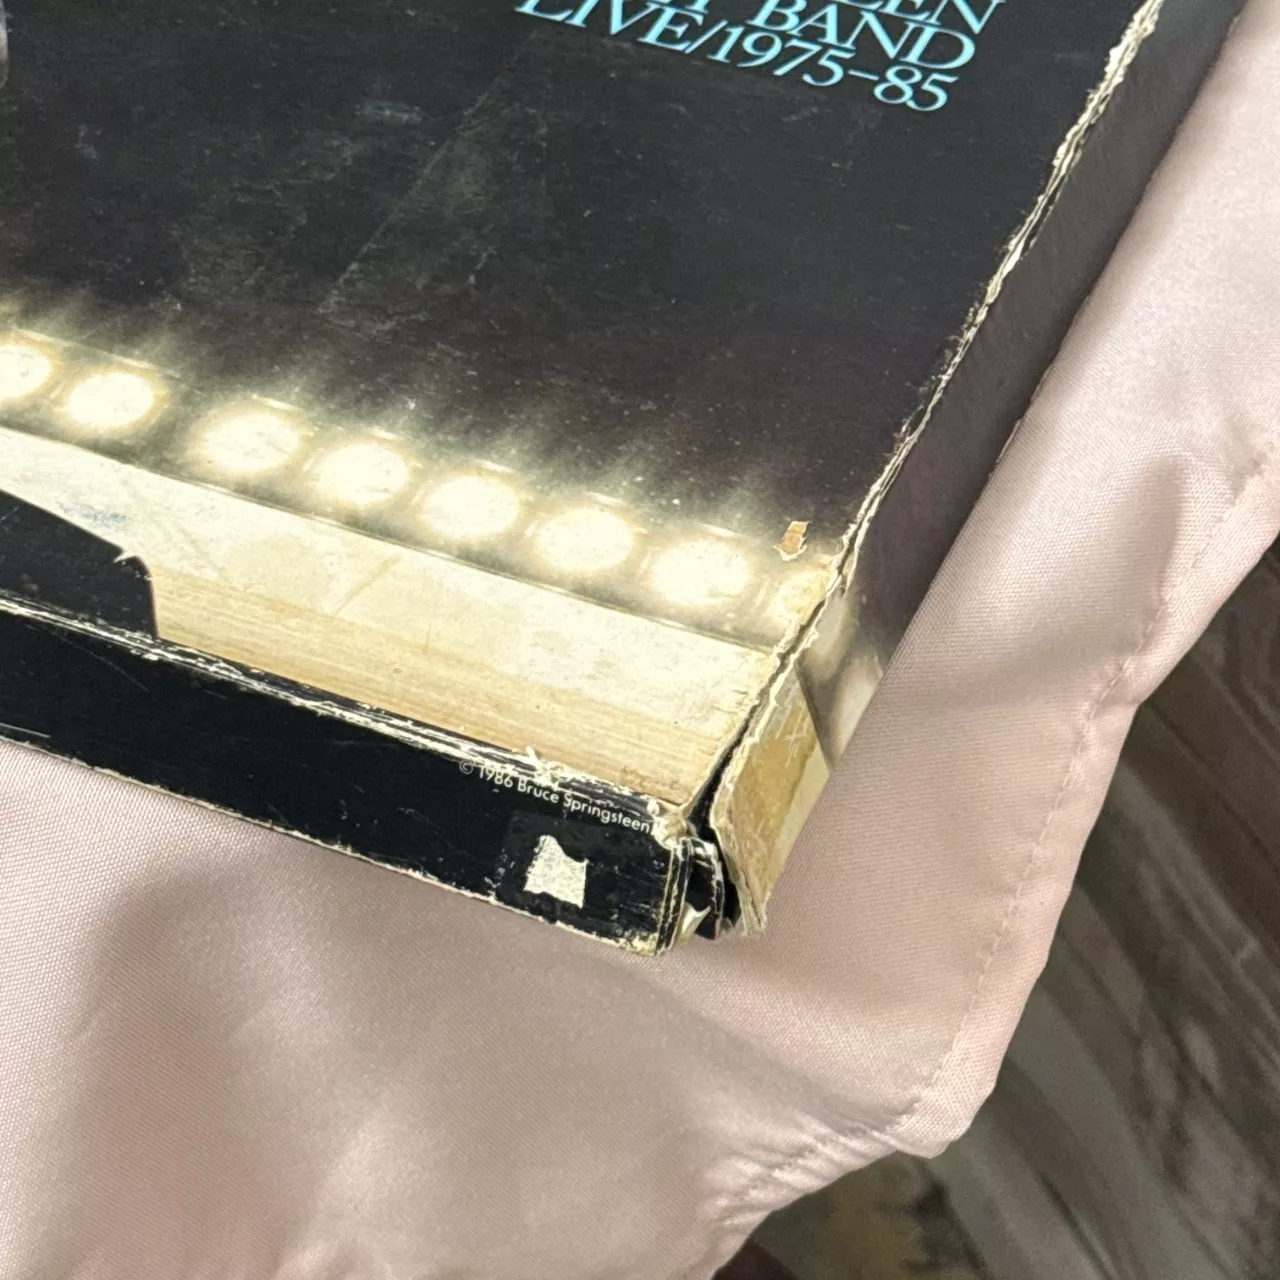 BAND
LIVE/1975-85
© 1986 Bruce Springsteen